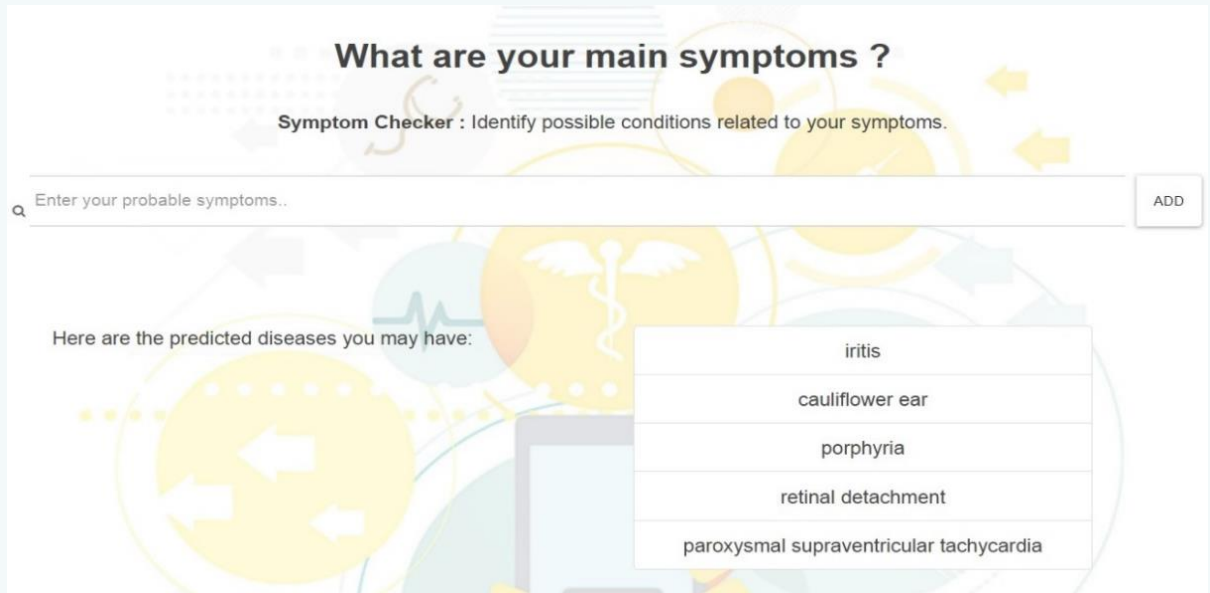 What are your main symptoms ?
Symptom Checker : Identify possible conditions related to your symptoms.
Enter your probable symptoms..
ADD
Here are the predicted diseases you may have:
iritis
cauliflower ear
porphyria
retinal detachment
paroxysmal supraventricular tachycardia